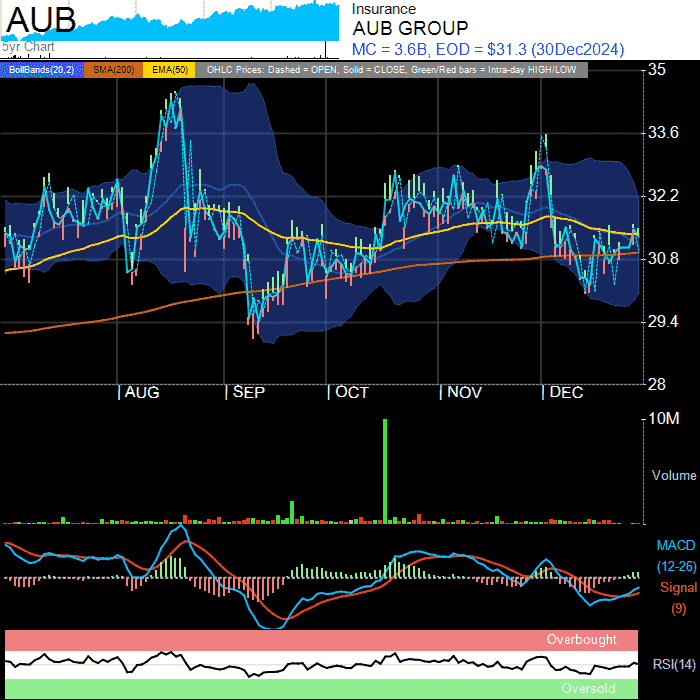 AUB
5yr Chart
Insurance
AUB GROUP
MC = 3.6B, EOD = $31.3 (30Dec2024)
BollBands(20,2) SMA(200) EMA(50) OHLC Prices: Dashed = OPEN, Solid = CLOSE, Green/Red bars = Intra-day HIGH/LOW
35
33.6
32.2
30.8
29.4
28
| AUG | SEP | OCT | NOV | DEC
10M
Volume
MACD
(12-26)
Signal
(9)
Overbought
RSI(14)
Oversold